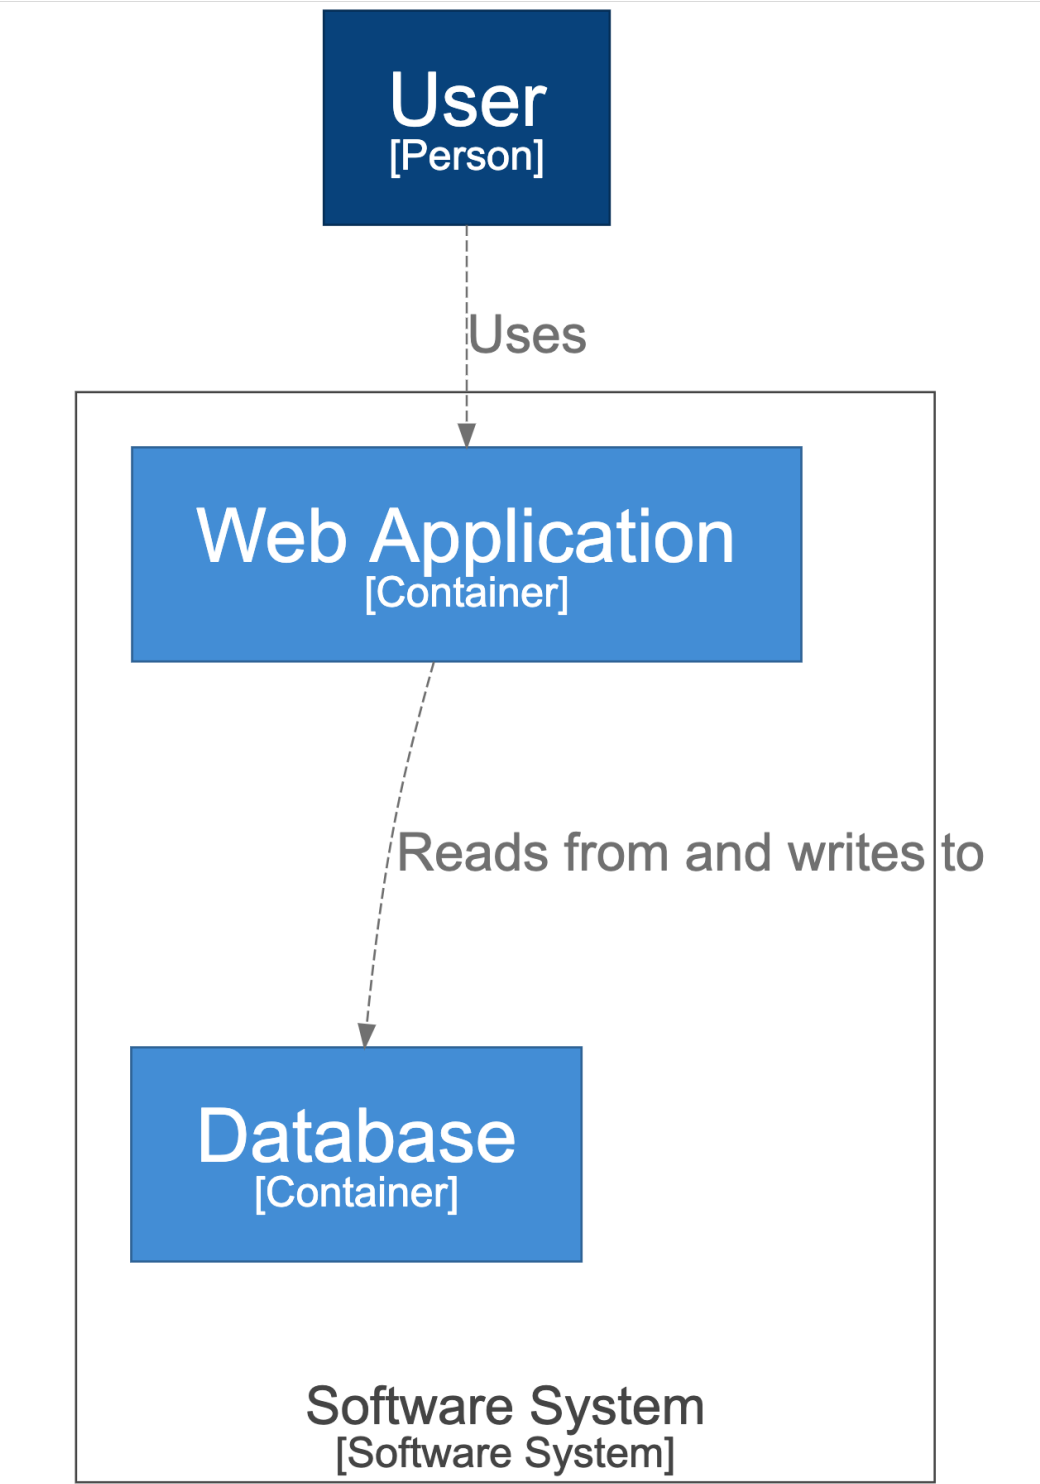 User
[Person]
Uses
Web Application
[Container]
Reads from and writes to
Database
[Container]
Software System
[Software System]